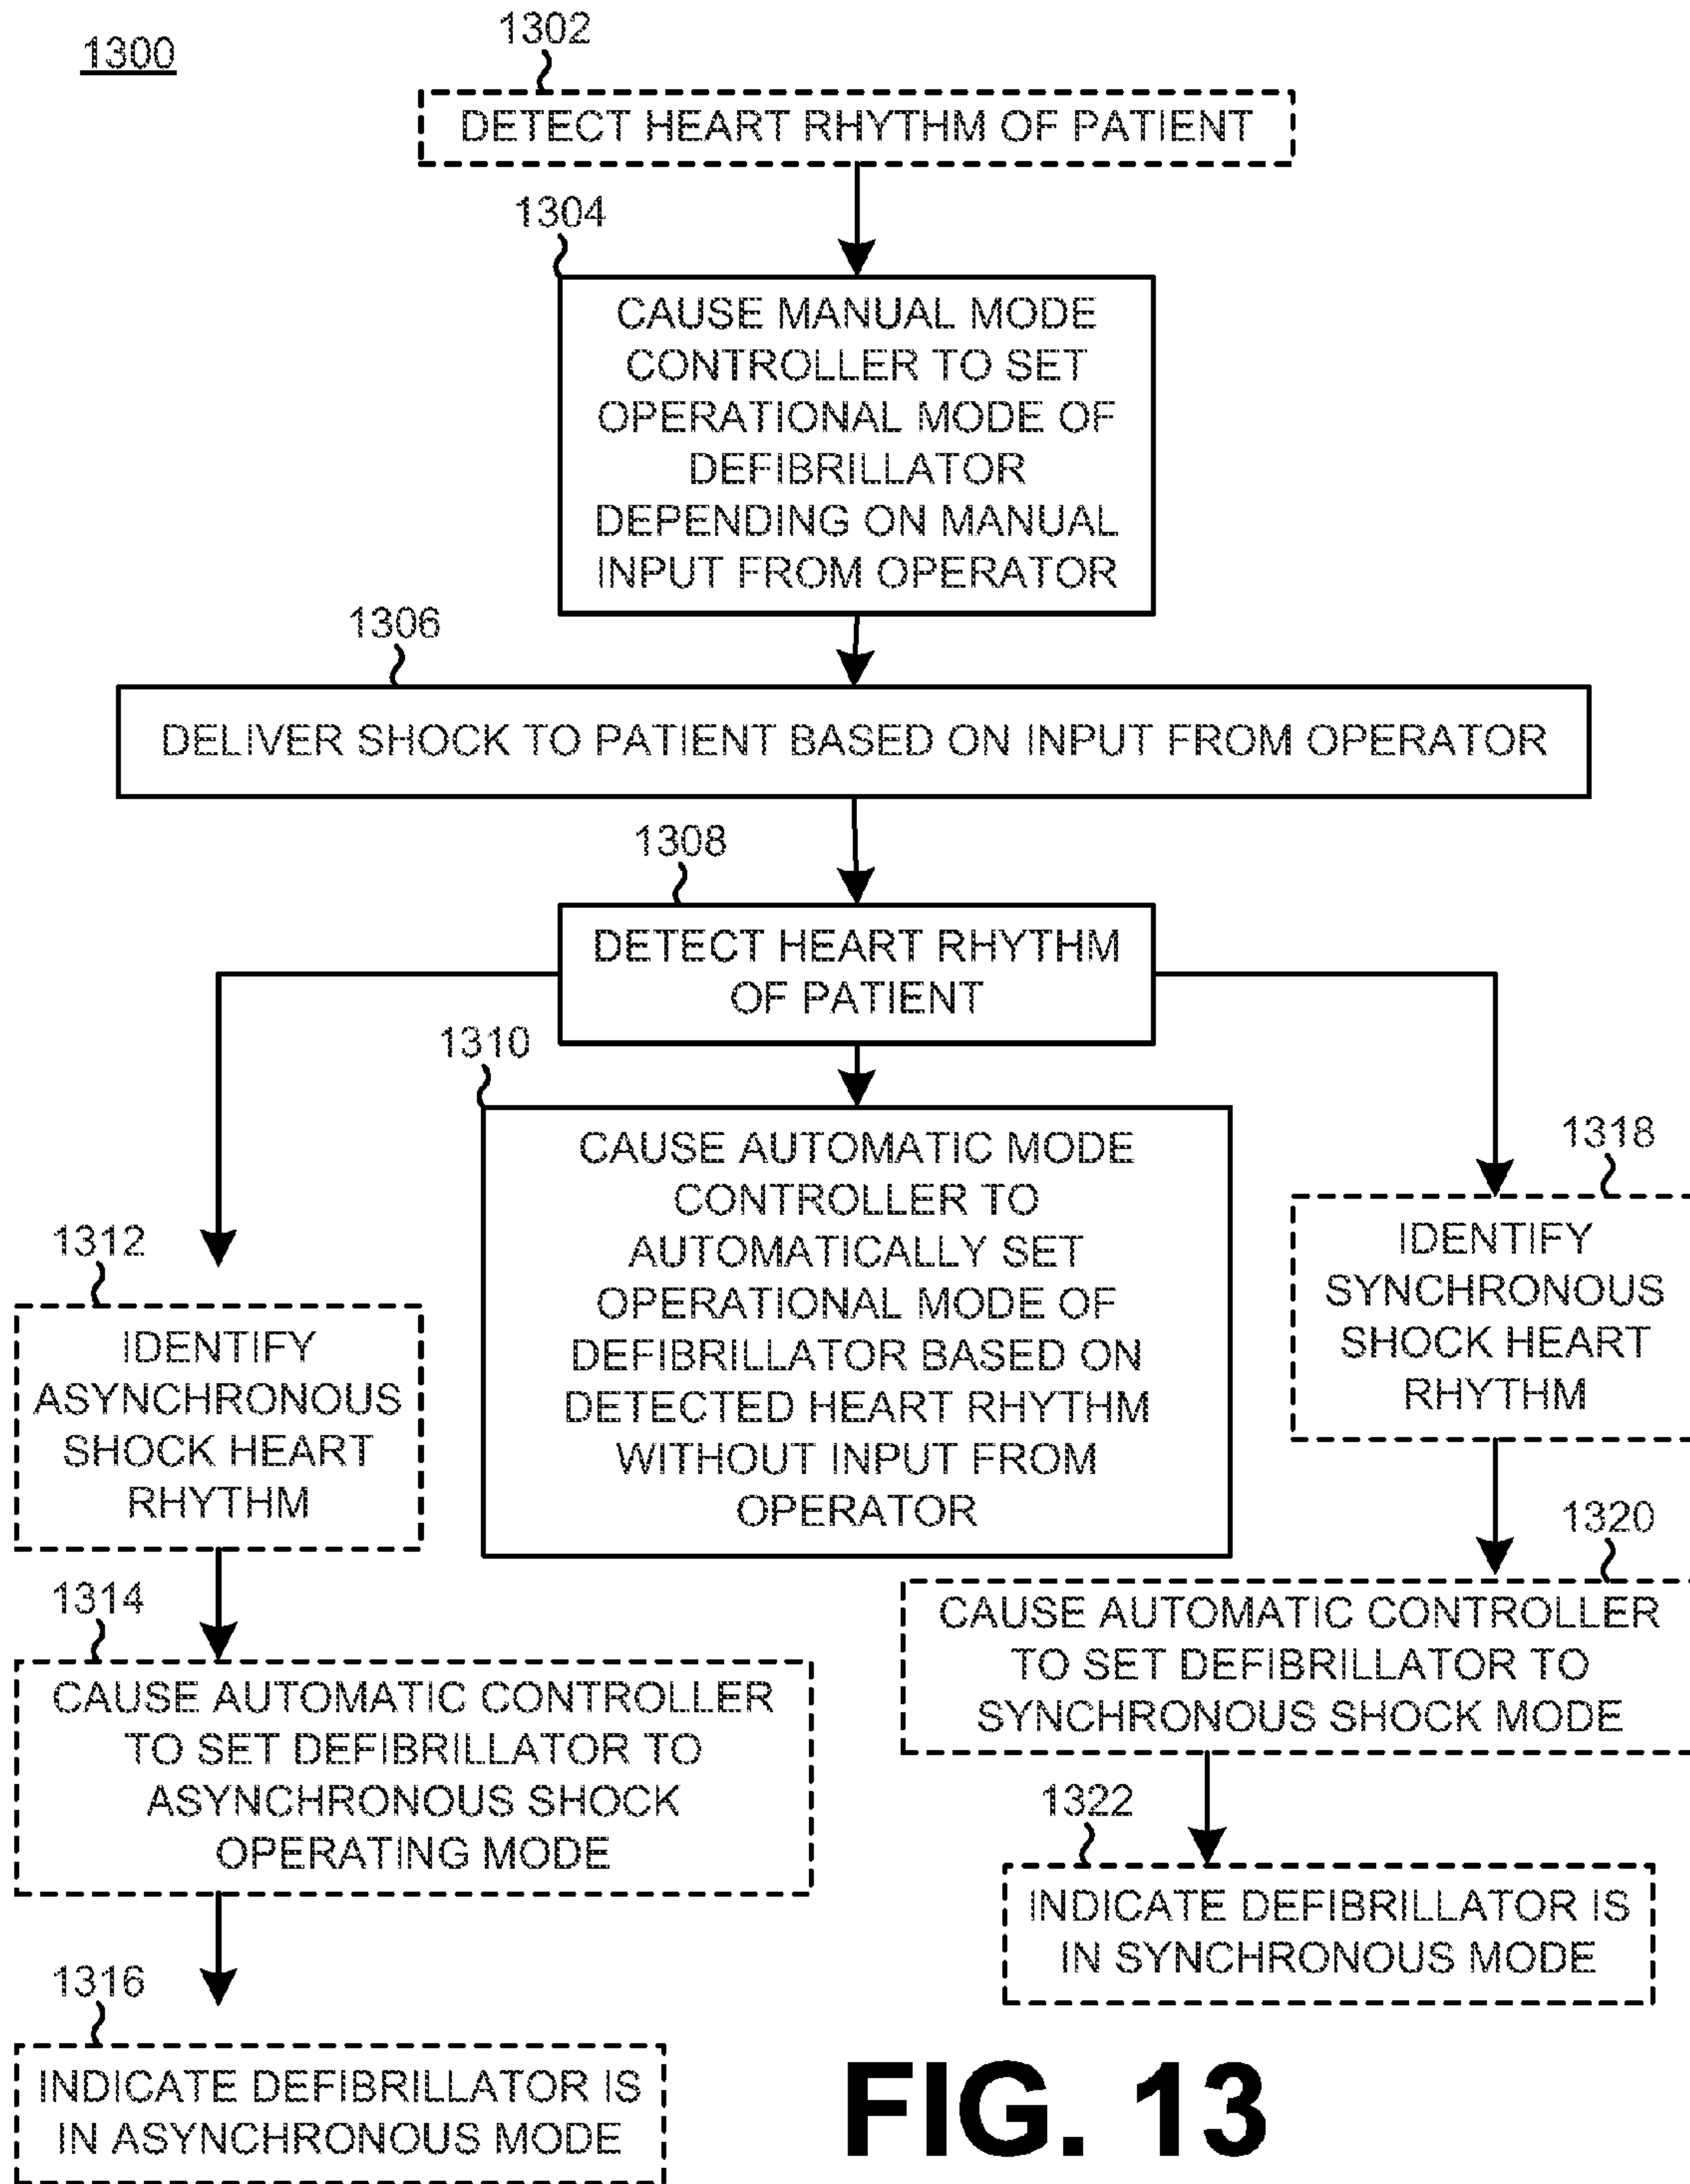 1300
1302
DETECT HEART RHYTHM OF PATIENT
1304
CAUSE MANUAL MODE
CONTROLLER TO SET
OPERATIONAL MODE OF
DEFIBRILLATOR
DEPENDING ON MANUAL
INPUT FROM OPERATOR
1306
DELIVER SHOCK TO PATIENT BASED ON INPUT FROM OPERATOR
1308
DETECT HEART RHYTHM
OF PATIENT
1310
CAUSE AUTOMATIC MODE
CONTROLLER TO
AUTOMATICALLY SET
OPERATIONAL MODE OF
DEFIBRILLATOR BASED ON
DETECTED HEART RHYTHM
WITHOUT INPUT FROM
OPERATOR
1312
IDENTIFY
ASYNCHRONOUS
SHOCK HEART
RHYTHM
1314
CAUSE AUTOMATIC CONTROLLER
TO SET DEFIBRILLATOR TO
ASYNCHRONOUS SHOCK
OPERATING MODE
1316
INDICATE DEFIBRILLATOR IS
IN ASYNCHRONOUS MODE
1318
IDENTIFY
SYNCHRONOUS
SHOCK HEART
RHYTHM
1320
CAUSE AUTOMATIC CONTROLLER
TO SET DEFIBRILLATOR TO
SYNCHRONOUS SHOCK MODE
1322
INDICATE DEFIBRILLATOR IS
IN SYNCHRONOUS MODE
FIG. 13